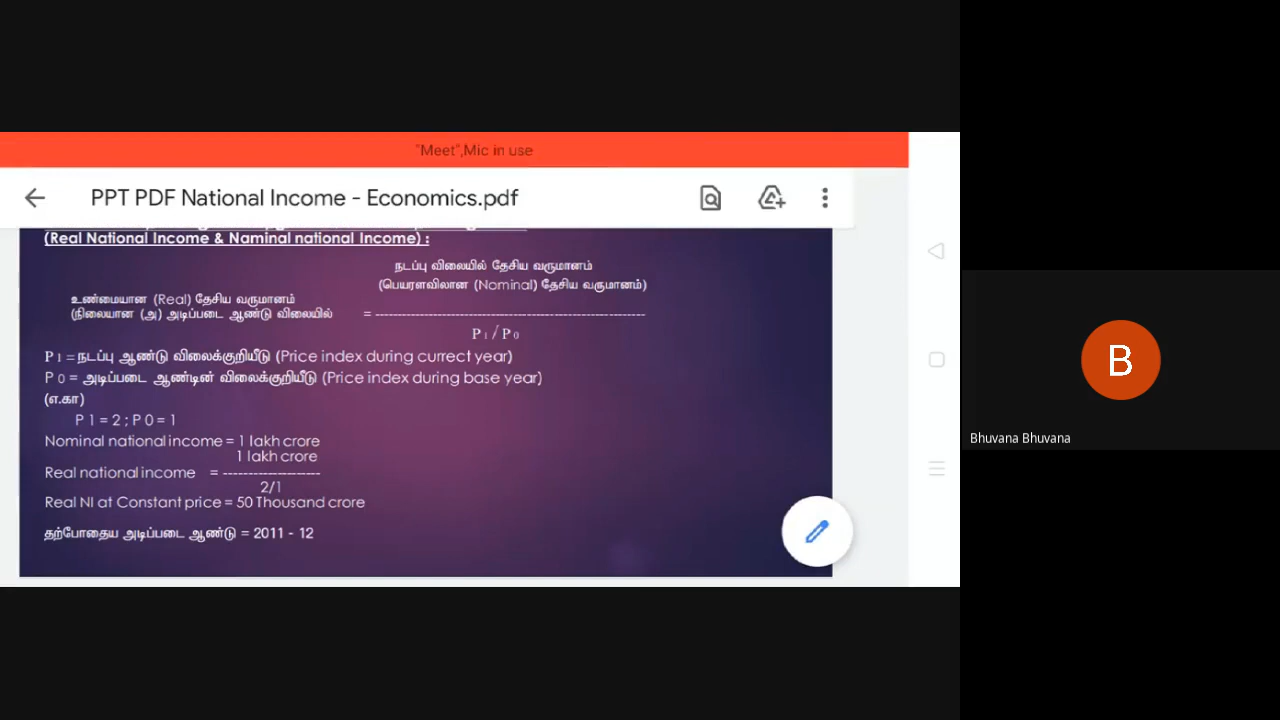 "Meet",Mic in use
PPT PDF National Income - Economics.pdf
(Real National Income & Naminal national Income) :
நடப்பு விலையில் தேசிய வருமானம்
(பெயரளவிலான (Nominal) தேசிய வருமானம்)
உண்மையான (Real) தேசிய வருமானம்
(நிலையான (அ) அடிப்படை ஆண்டு விலையில் = ------------------------------------------------------------
P 1 / P 0
P 1 = நடப்பு ஆண்டு விலைக்குறியீடு (Price index during currect year)
P 0 = அடிப்படை ஆண்டின் விலைக்குறியீடு (Price index during base year)
(எ.கா)
P 1 = 2 ; P 0 = 1
Nominal national income = 1 lakh crore
1 lakh crore
Real national income = --------------------
2/1
Real NI at Constant price = 50 Thousand crore
தற்போதைய அடிப்படை ஆண்டு = 2011 - 12
B
Bhuvana Bhuvana